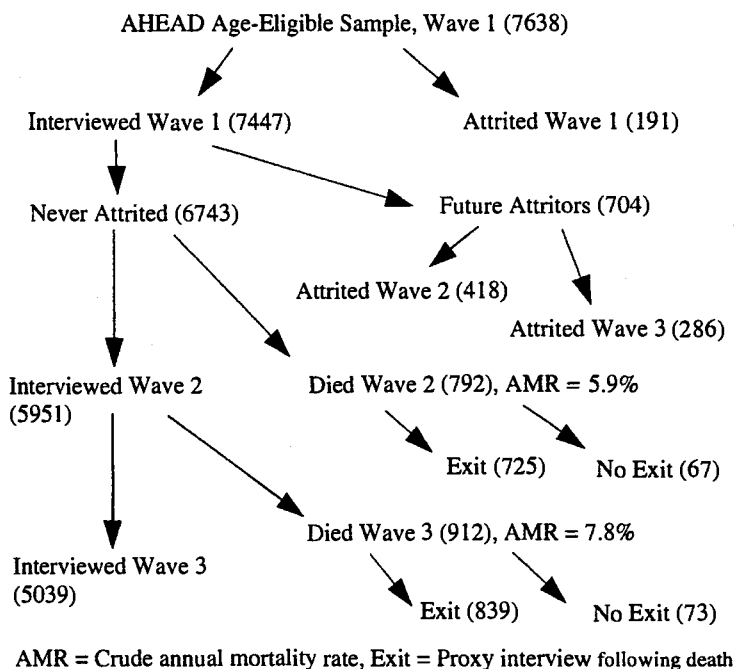 AHEAD Age-Eligible Sample, Wave 1 (7638)
Interviewed Wave 1 (7447)
Attrited Wave 1 (191)
Never Attrited (6743)
Future Attritors (704)
Attrited Wave 2 (418)
Attrited Wave 3 (286)
Interviewed Wave 2
(5951)
Died Wave 2 (792), AMR = 5.9%
Exit (725)
No Exit (67)
Died Wave 3 (912), AMR = 7.8%
Interviewed Wave 3
(5039)
Exit (839)
No Exit (73)
AMR = Crude annual mortality rate, Exit = Proxy interview following death